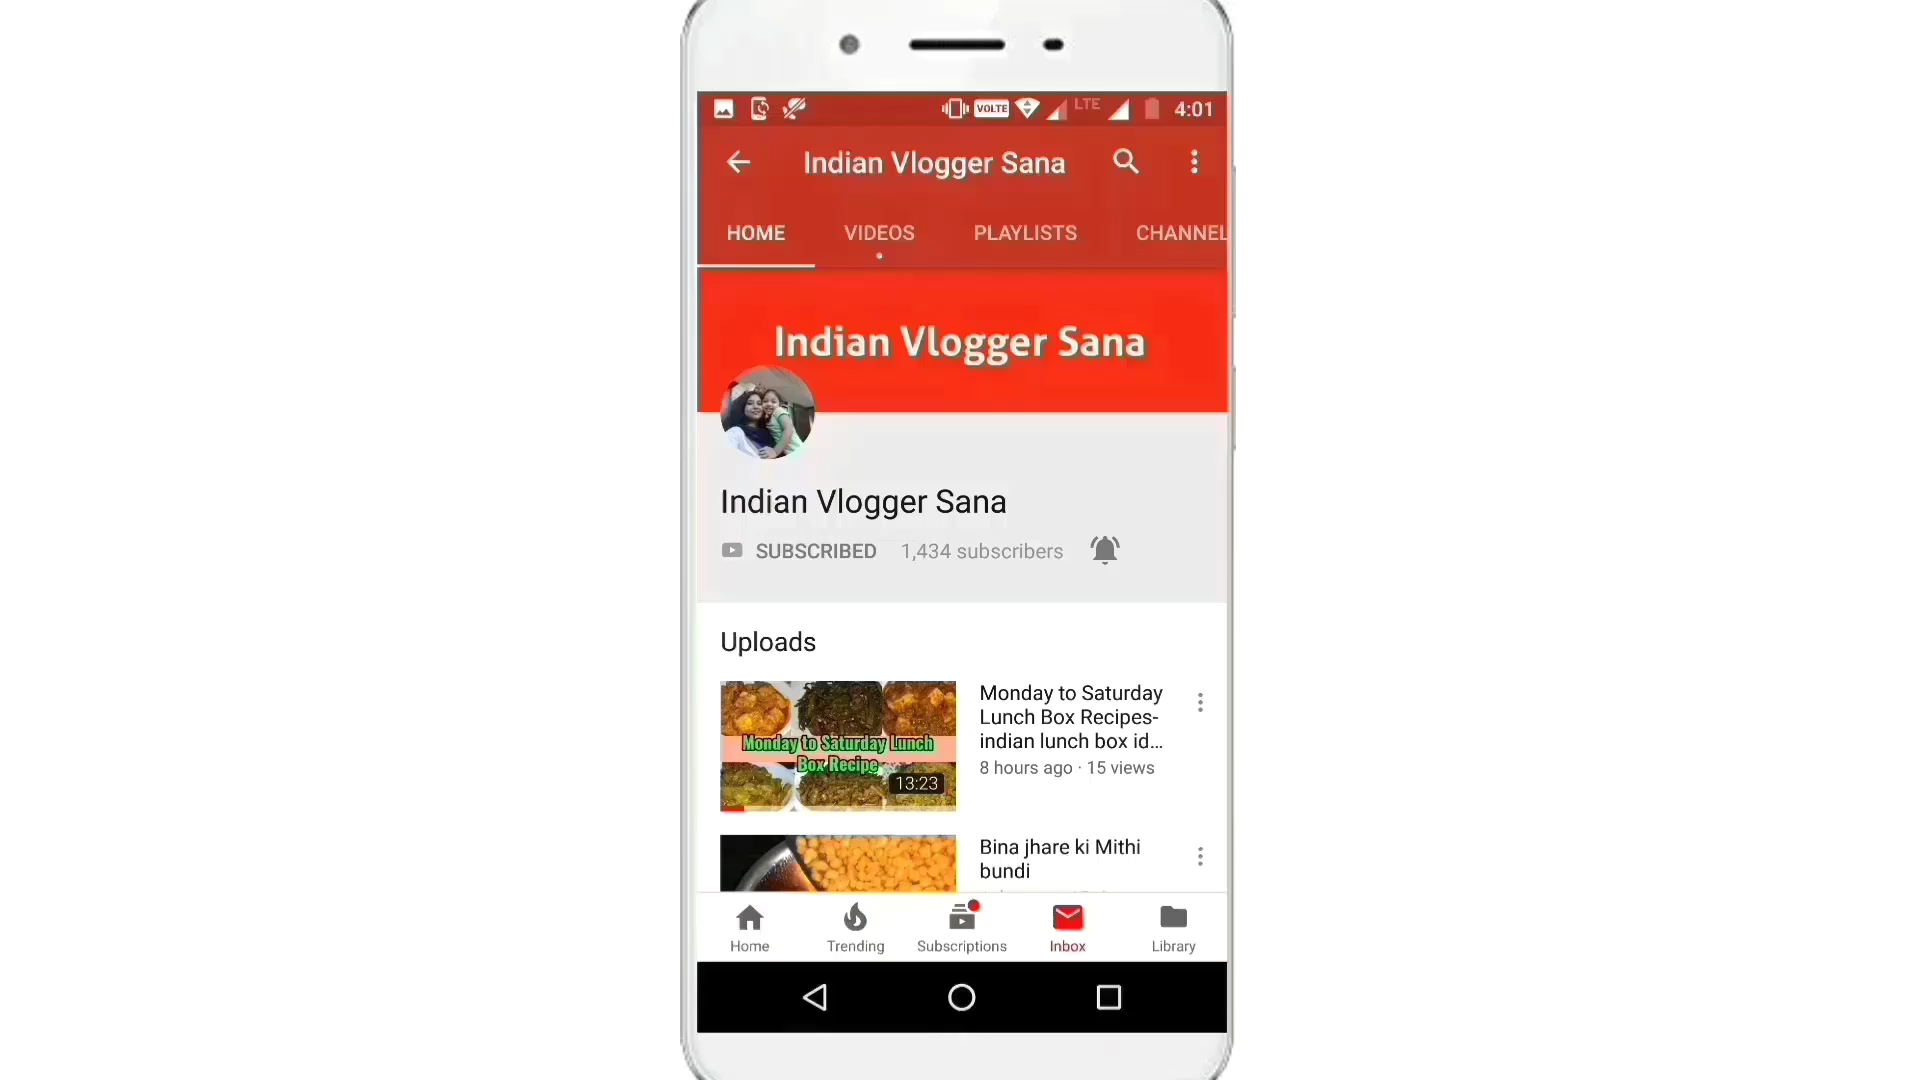 VOLTE LTE 4:01
Indian Vlogger Sana
HOME VIDEOS PLAYLISTS CHANNEL
Indian Vlogger Sana
Indian Vlogger Sana
SUBSCRIBED 1,434 subscribers
Uploads
Monday to Saturday
Lunch Box Recipes-
indian lunch box id...
8 hours ago · 15 views
Monday to Saturday Lunch
Box Recipe
13:23
Bina jhare ki Mithi
bundi
Home Trending Subscriptions Inbox Library